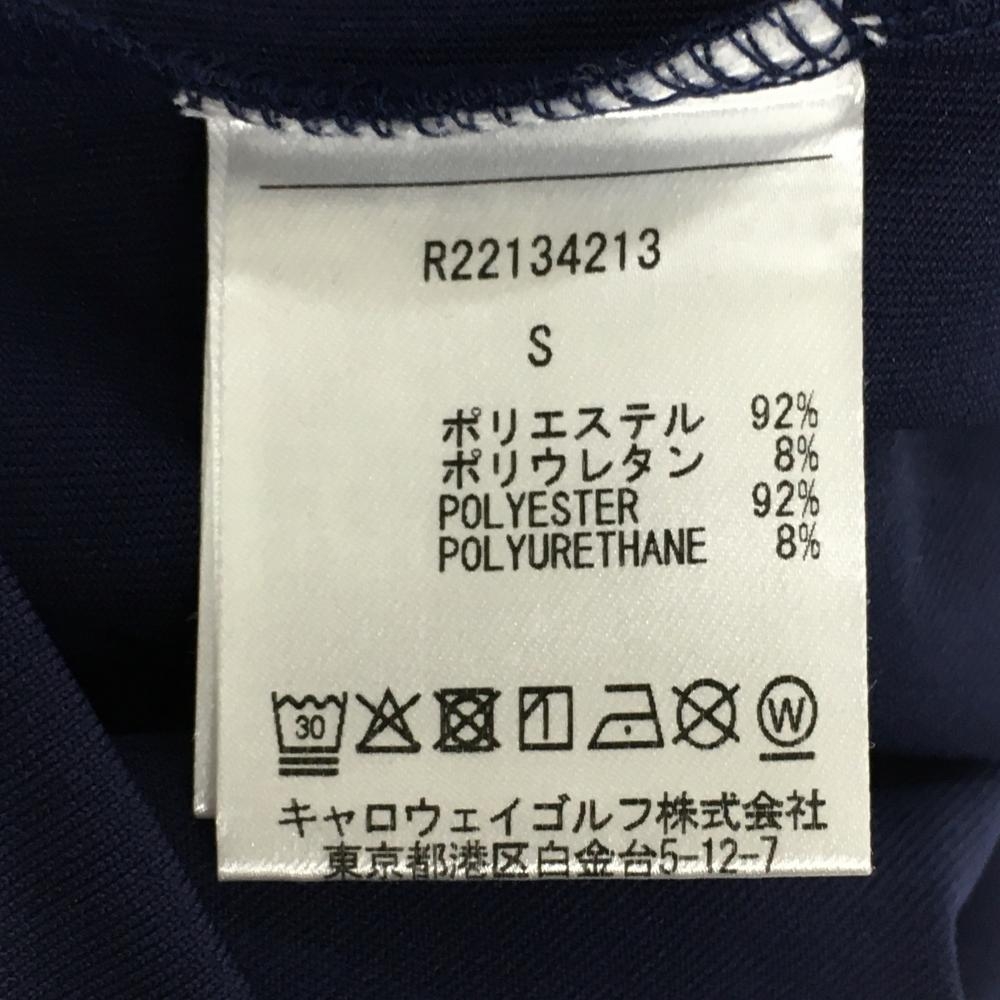 R22134213
S
ポリエステル 92%
ポリウレタン 8%
POLYESTER 92%
POLYURETHANE 8%
30 W
キャロウェイゴルフ株式会社
東京都港区白金台5-12-7